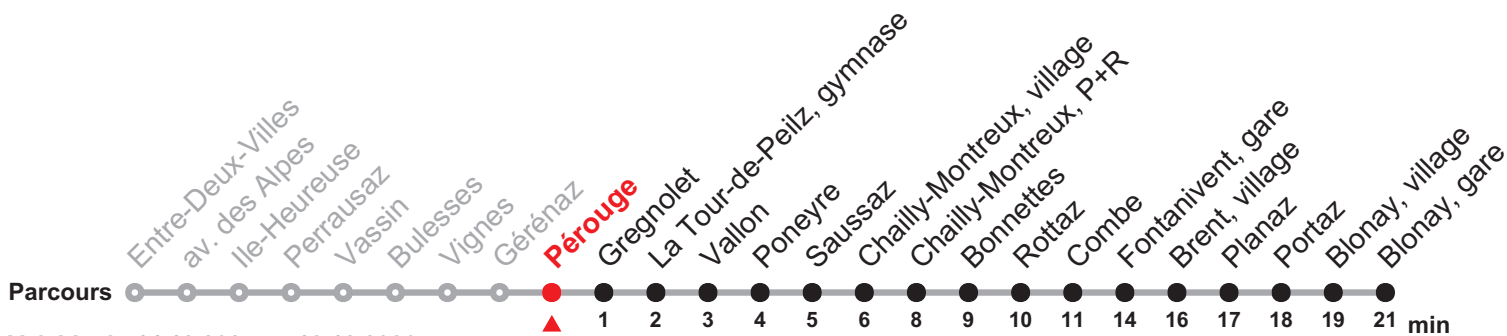 Entre-Deux-Villes
av. des Alpes
Ile-Heureuse
Perrausaz
Vassin
Bulesses
Vignes
Gérénaz
Pérouge
Gregnolet
La Tour-de-Peilz, gymnase
Vallon
Poneyre
Saussaz
Chailly-Montreux, village
Chailly-Montreux, P+R
Bonnettes
Rottaz
Combe
Fontanivent, gare
Brent, village
Planaz
Portaz
Blonay, village
Blonay, gare
Parcours
1 2 3 4 5 6 8 9 10 11 14 16 17 18 19 21 min